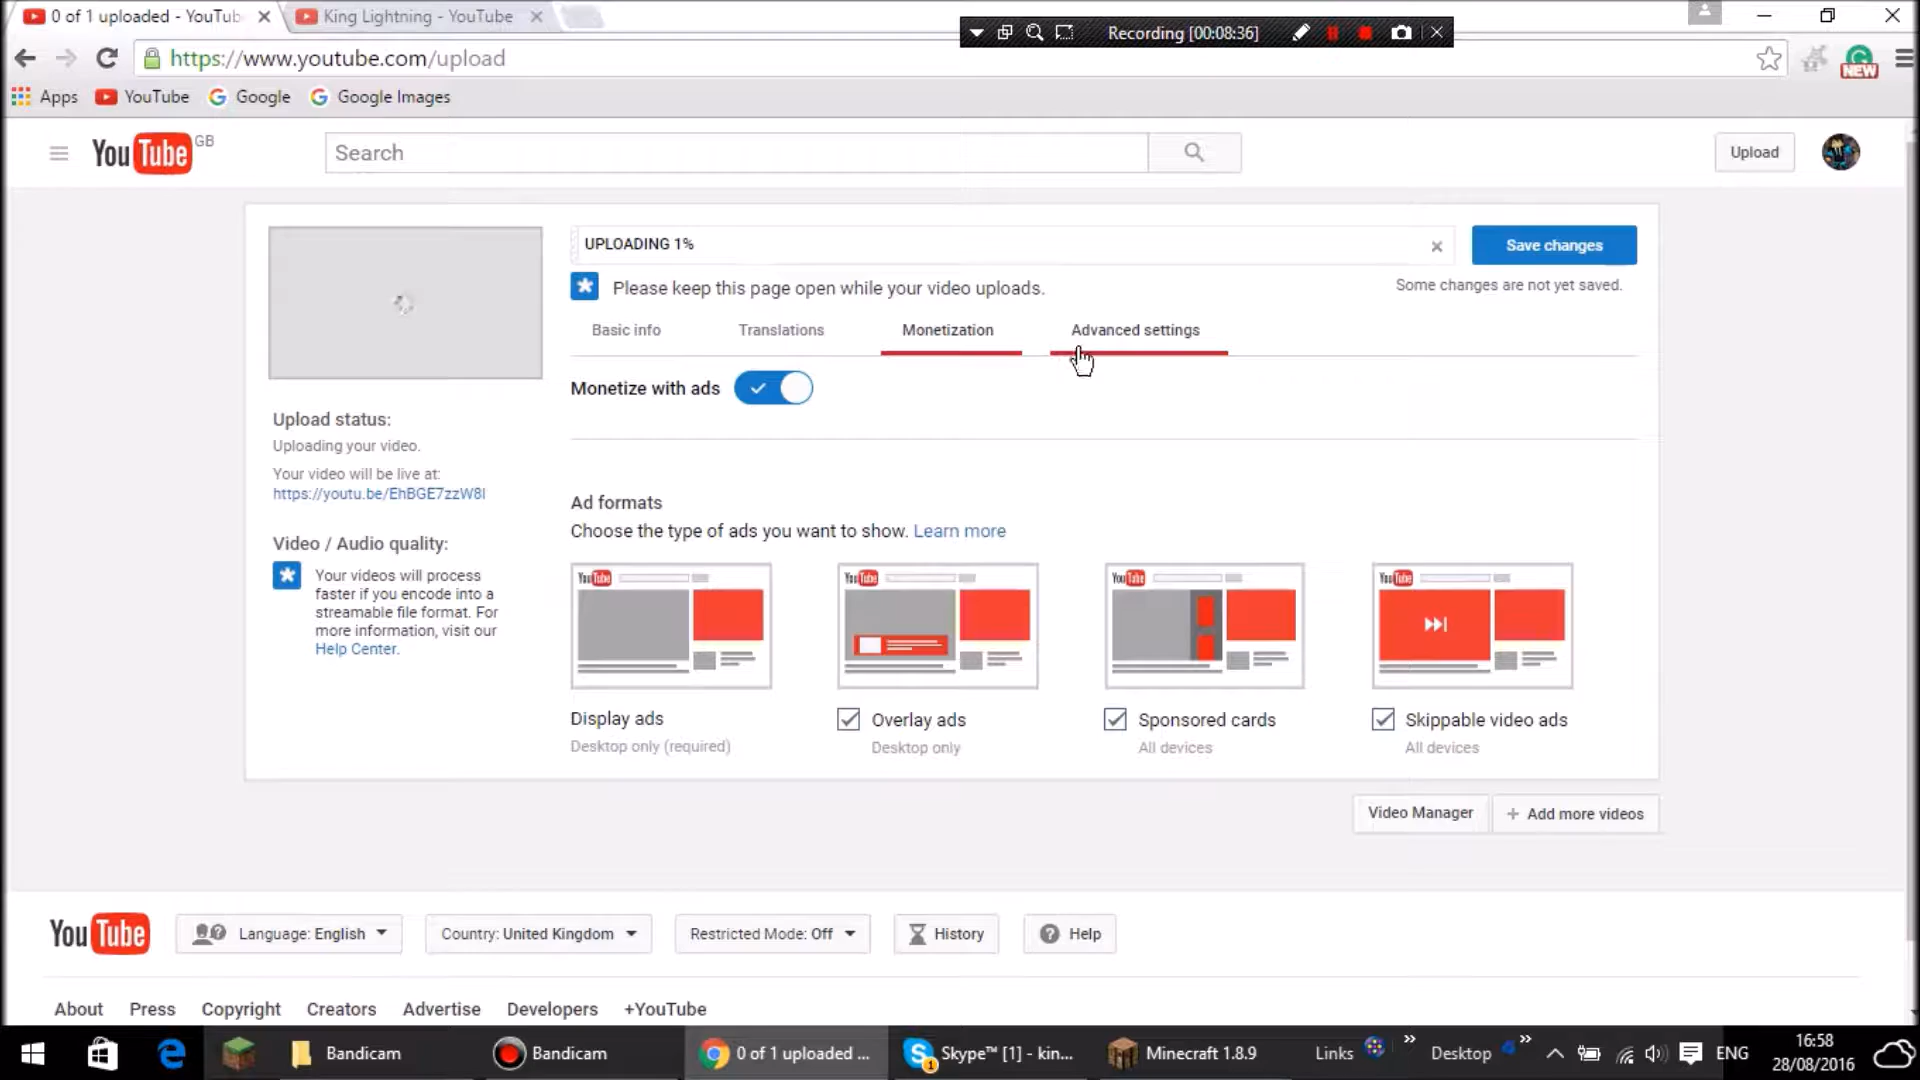 0 of 1 uploaded - YouTub
King Lightning - YouTube
Recording [00:08:36]
https://www.youtube.com/upload
NEW
Apps
YouTube
Google
Google Images
YouTube GB
Search
Upload
UPLOADING 1%
Save changes
Please keep this page open while your video uploads.
Some changes are not yet saved.
Basic info
Translations
Monetization
Advanced settings
Monetize with ads
Upload status:
Uploading your video.
Your video will be live at:
https://youtu.be/EhBGE7zzW8I
Video / Audio quality:
Your videos will process
faster if you encode into a
streamable file format. For
more information, visit our
Help Center.
Ad formats
Choose the type of ads you want to show. Learn more
YouTube
YouTube
YouTube
YouTube
Display ads
Desktop only (required)
Overlay ads
Desktop only
Sponsored cards
All devices
Skippable video ads
All devices
Video Manager
+ Add more videos
YouTube
Language: English
Country: United Kingdom
Restricted Mode: Off
History
Help
About
Press
Copyright
Creators
Advertise
Developers
+YouTube
Bandicam
Bandicam
0 of 1 uploaded ...
Skype™ [1] - kin...
Minecraft 1.8.9
Links
Desktop
ENG
16:58
28/08/2016